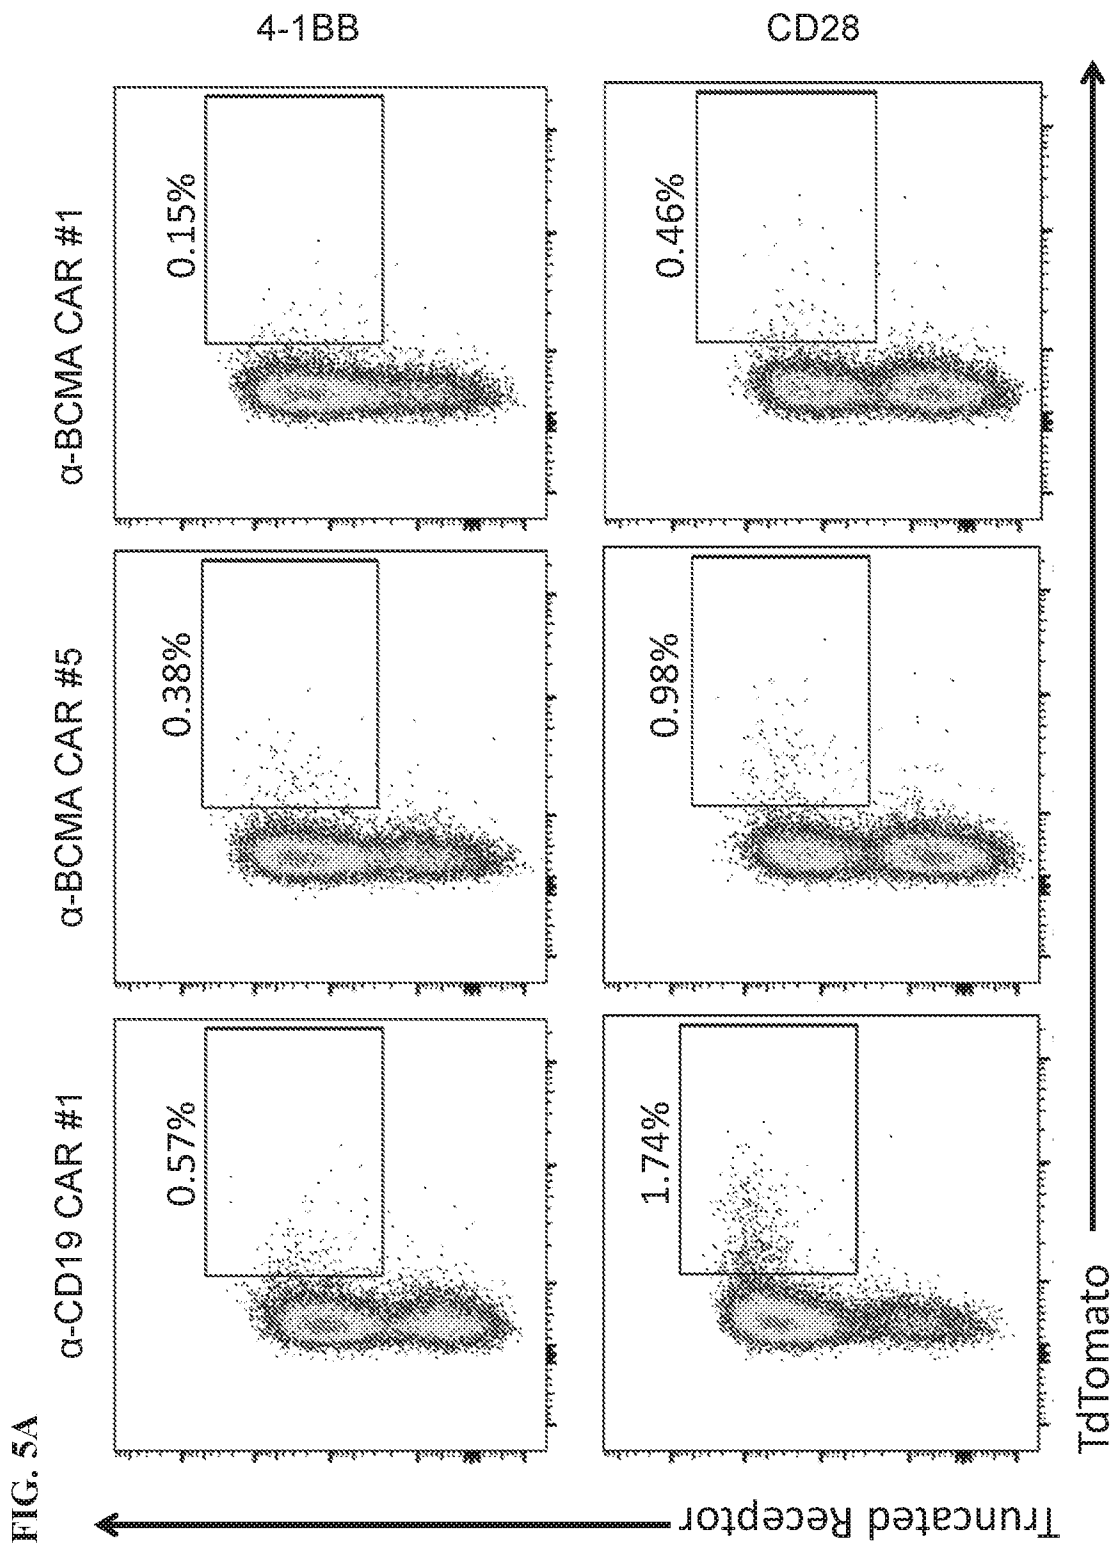 FIG. 5A
α-CD19 CAR #1
α-BCMA CAR #5
α-BCMA CAR #1
0.57%
0.38%
0.15%
4-1BB
1.74%
0.98%
0.46%
CD28
Truncated Receptor
TdTomato